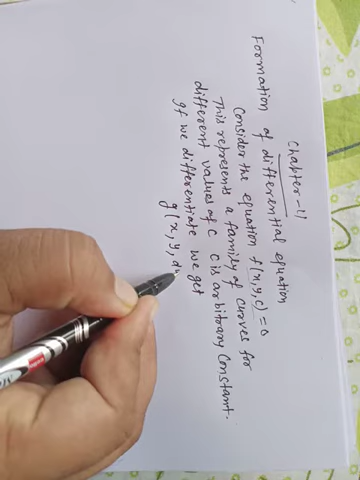 Chapter-4
Formation of differential equation
Consider the equation f(x,y,c)=0
This represents a family of curves for
different values of c c is arbitrary constant.
If we differentiate we get
g(x,y,d